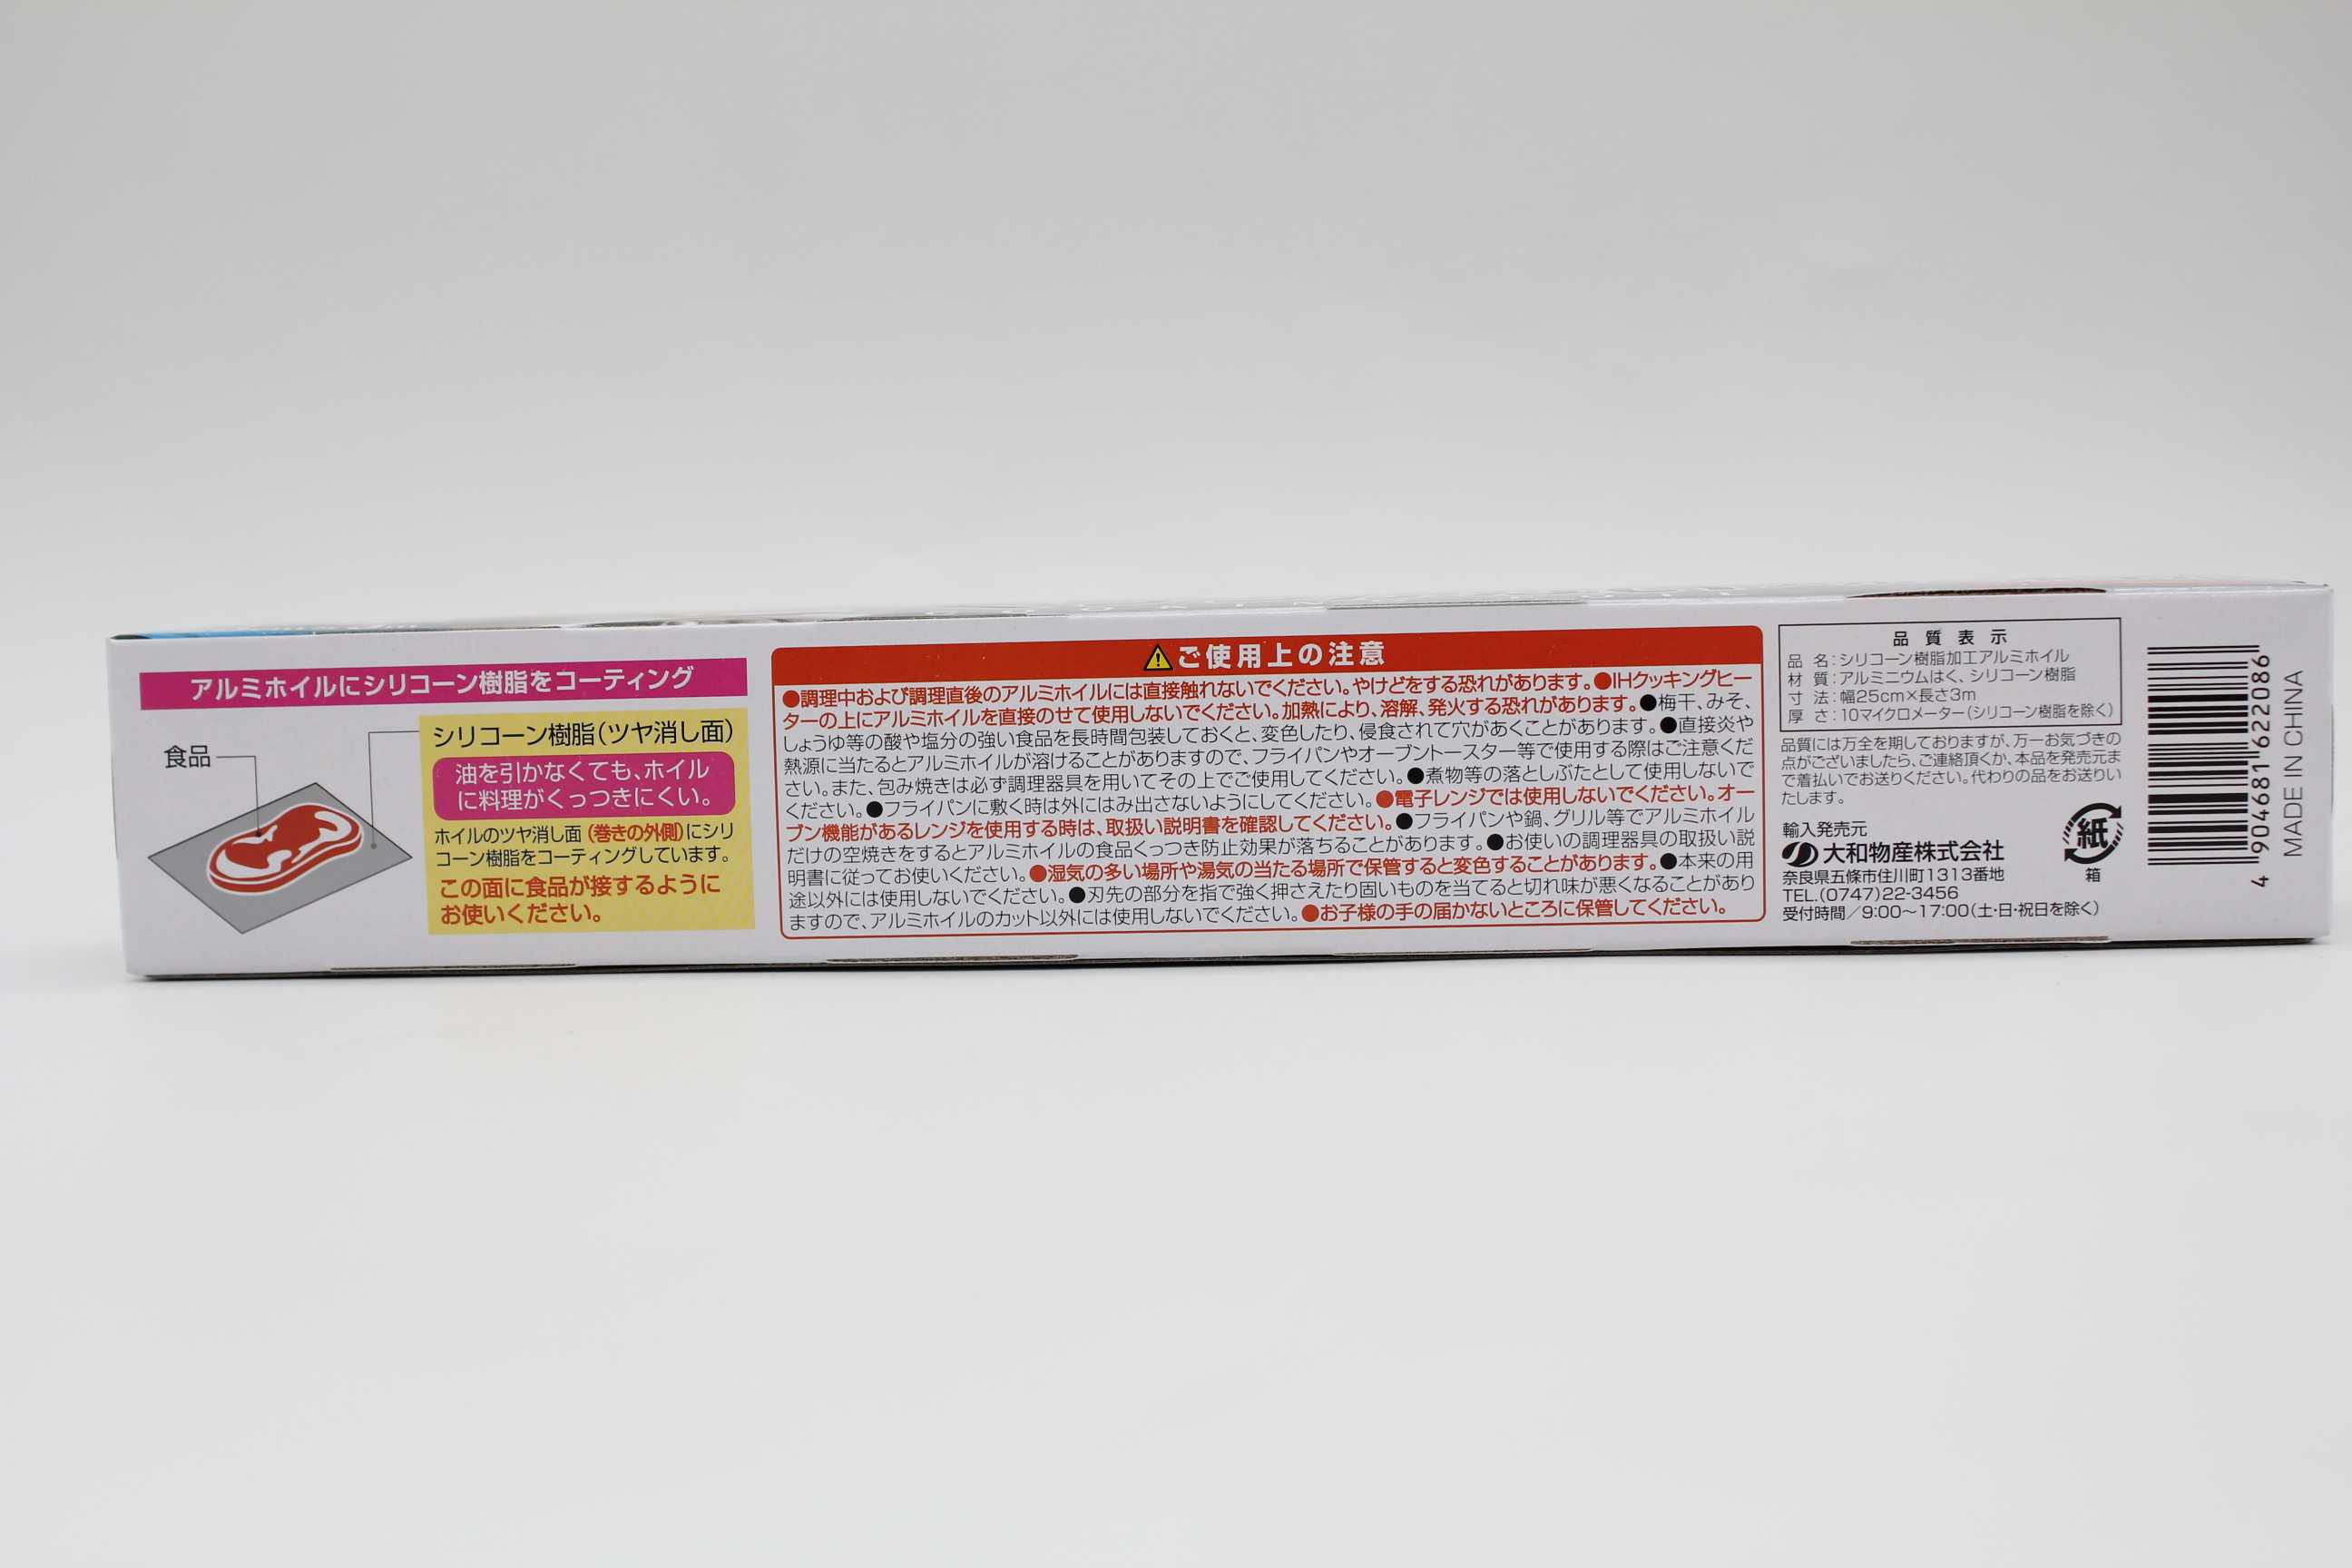 アルミホイルにシリコーン樹脂をコーティング
食品
シリコーン樹脂(ツヤ消し面)
油を引かなくても、ホイル
に料理がくっつきにくい。
ホイルのツヤ消し面(巻きの外側)にシリ
コーン樹脂をコーティングしています。
この面に食品が接するように
お使いください。
ご使用上の注意
●調理中および調理直後のアルミホイルには直接触れないでください。やけどをする恐れがあります。●IHクッキングヒー
ターの上にアルミホイルを直接のせて使用しないでください。加熱により、溶解、発火する恐れがあります。●梅干、みそ、
しょうゆ等の酸や塩分の強い食品を長時間包装しておくと、変色したり、侵食されて穴があくことがあります。●直接炎や
熱源に当たるとアルミホイルが溶けることがありますので、フライパンやオーブントースター等で使用する際はご注意くだ
さい。また、包み焼きは必ず調理器具を用いてその上でご使用してください。●煮物等の落としぶたとして使用しないで
ください。●フライパンに敷く時は外にはみ出さないようにしてください。●電子レンジでは使用しないでください。オー
ブン機能があるレンジを使用する時は、取扱い説明書を確認してください。●フライパンや鍋、グリル等でアルミホイル
だけの空焼きをするとアルミホイルの食品くっつき防止効果が落ちることがあります。●お使いの調理器具の取扱い説
明書に従ってお使いください。●湿気の多い場所や湯気の当たる場所で保管すると変色することがあります。●本来の用
途以外には使用しないでください。●刃先の部分を指で強く押さえたり固いものを当てると切れ味が悪くなることがあり
ますので、アルミホイルのカット以外には使用しないでください。●お子様の手の届かないところに保管してください。
品質表示
品名:シリコーン樹脂加工アルミホイル
材質:アルミニウムはく、シリコーン樹脂
寸法:幅25cm×長さ3m
厚さ:10マイクロメーター(シリコーン樹脂を除く)
品質には万全を期しておりますが、万一お気づきの
点がございましたら、ご連絡頂くか、本品を発売元ま
で着払いでお送りください。代わりの品をお送りい
たします。
輸入発売元
大和物産株式会社
奈良県五條市住川町1313番地
TEL.(0747)22-3456
受付時間/9:00~17:00(土・日・祝日を除く)
紙
箱
4 904681 622086
MADE IN CHINA